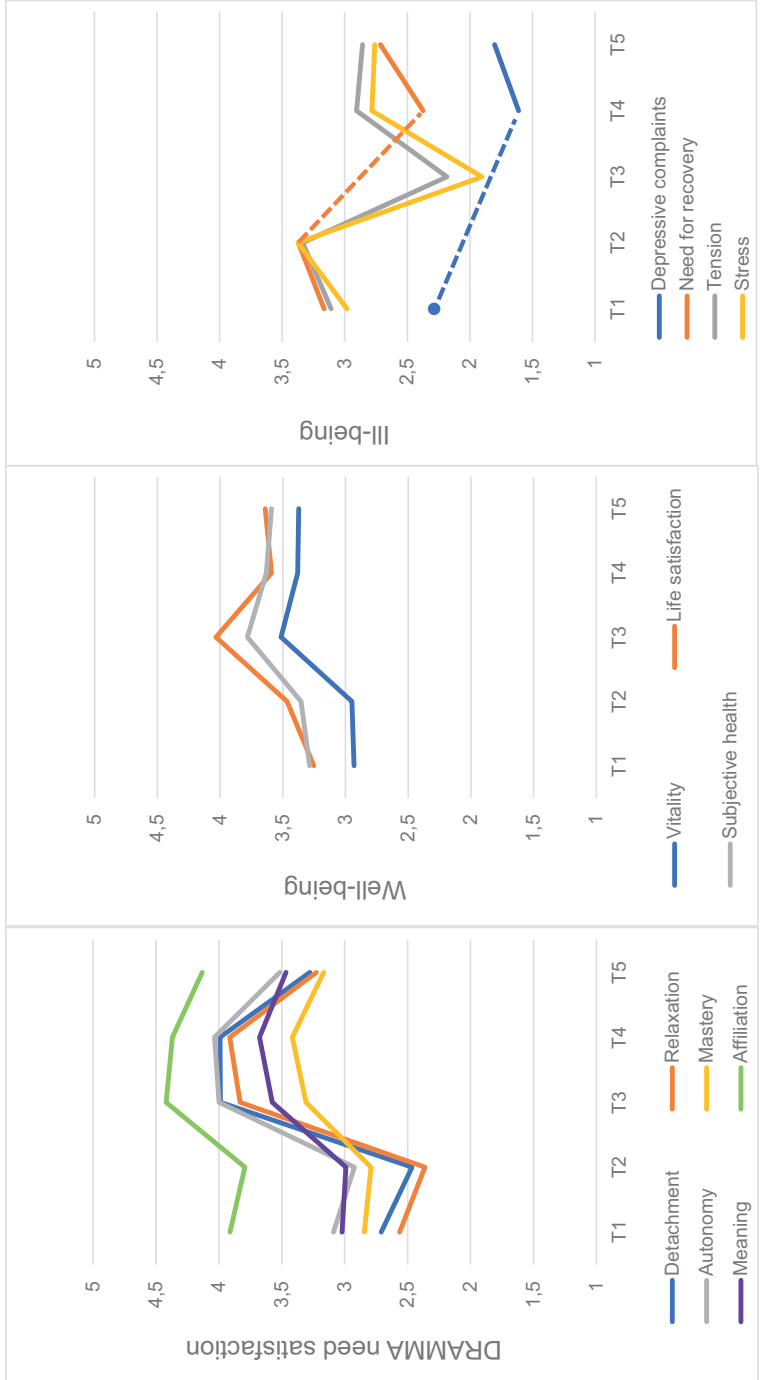 DRAMMA need satisfaction
5
4,5
4
3,5
3
2,5
2
1,5
1
T1 T2 T3 T4 T5
Detachment Relaxation
Autonomy Mastery
Meaning Affiliation
Well-being
5
4,5
4
3,5
3
2,5
2
1,5
1
T1 T2 T3 T4 T5
Vitality Life satisfaction
Subjective health
Ill-being
5
4,5
4
3,5
3
2,5
2
1,5
1
T1 T2 T3 T4 T5
Depressive complaints
Need for recovery
Tension
Stress